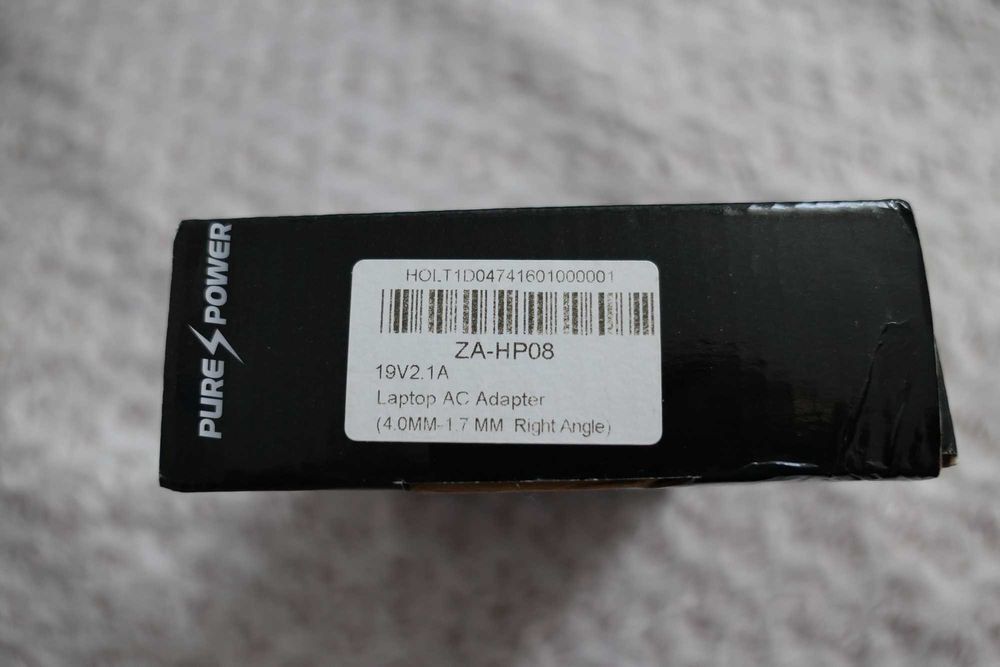 PURE POWER
HOLT1D04741601000001
ZA-HP08
19V2.1A
Laptop AC Adapter
(4.0MM-1.7 MM Right Angle)